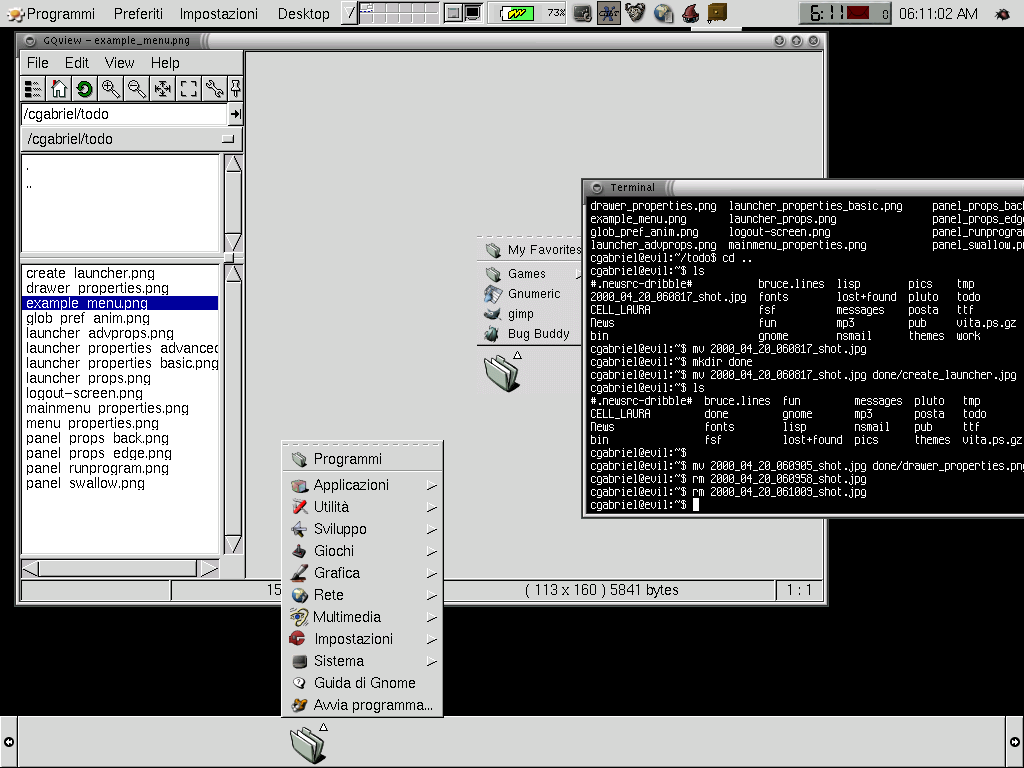 Programmi Preferiti Impostazioni Desktop 73% 6:11 0 06:11:02 AM
GQview - example_menu.png
File Edit View Help
/cgabriel/todo
/cgabriel/todo
.
..
create_launcher.png
drawer_properties.png
example_menu.png
glob_pref_anim.png
launcher_advprops.png
launcher_properties_advanced
launcher_properties_basic.png
launcher_props.png
logout-screen.png
mainmenu_properties.png
menu_properties.png
panel_props_back.png
panel_props_edge.png
panel_runprogram.png
panel_swallow.png
My Favorites
Games
Gnumeric
gimp
Bug Buddy
Terminal
drawer_properties.png launcher_properties_basic.png panel_props_back
example_menu.png launcher_props.png panel_props_edge
glob_pref_anim.png logout-screen.png panel_runprogram
launcher_advprops.png mainmenu_properties.png panel_swallow.p
cgabriel@evil:~/todo$ cd ..
cgabriel@evil:~$ ls
#.newsrc-dribble# bruce.lines lisp pics tmp
2000_04_20_060817_shot.jpg fonts lost+found pluto todo
CELL_LAURA fsf messages posta ttf
News fun mp3 pub vita.ps.gz
bin gnome nsmail themes work
cgabriel@evil:~$ mv 2000_04_20_060817_shot.jpg
cgabriel@evil:~$ mkdir done
cgabriel@evil:~$ mv 2000_04_20_060817_shot.jpg done/create_launcher.jpg
cgabriel@evil:~$ ls
#.newsrc-dribble# bruce.lines fun messages pluto tmp
CELL_LAURA done gnome mp3 posta todo
News fonts lisp nsmail pub ttf
bin fsf lost+found pics themes vita.ps.gz
cgabriel@evil:~$
cgabriel@evil:~$ mv 2000_04_20_060905_shot.jpg done/drawer_properties.png
cgabriel@evil:~$ rm 2000_04_20_060958_shot.jpg
cgabriel@evil:~$ rm 2000_04_20_061009_shot.jpg
cgabriel@evil:~$
Programmi
Applicazioni
Utilità
Sviluppo
Giochi
Grafica
Rete
Multimedia
Impostazioni
Sistema
Guida di Gnome
Avvia programma...
15 ( 113 x 160 ) 5841 bytes 1 : 1